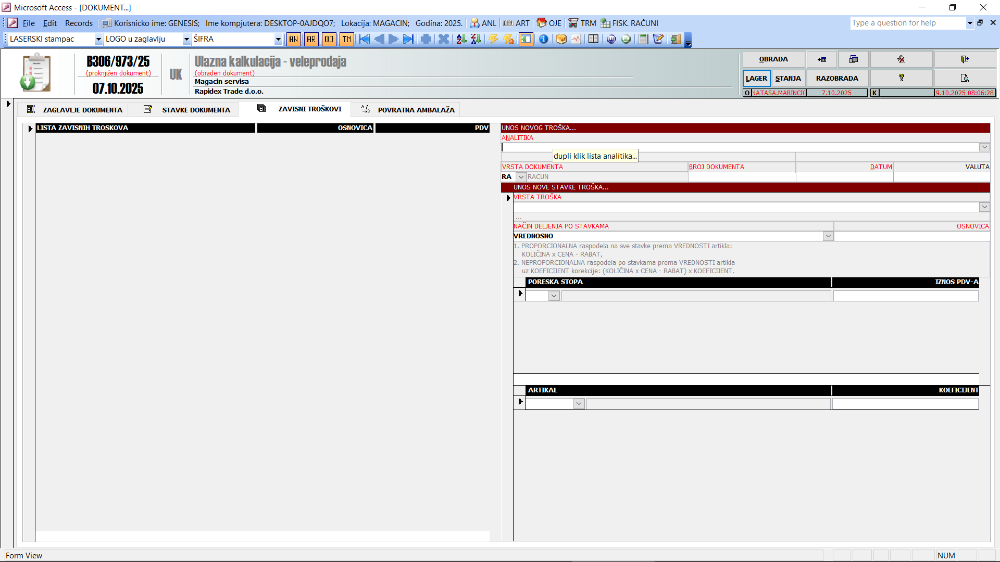 Microsoft Access - [DOKUMENT...]
File Edit Records Korisnicko ime: GENESIS; Ime kompjutera: DESKTOP-0AJDQO7; Lokacija: MAGACIN; Godina: 2025. ANL ART OJE TRM FISK. RAČUNI Type a question for help
LASERSKI stampac LOGO u zaglavlju ŠIFRA AN AR OJ TM
B306/973/25
(proknjižen dokument)
07.10.2025
UK
Ulazna kalkulacija - veleprodaja
(obrađen dokument)
Magacin servisa
Rapidex Trade d.o.o.
OBRADA
LAGER STANJA RAZOBRADA
O NATASA.MARINCIC 7.10.2025 K 9.10.2025 08:06:28
ZAGLAVLJE DOKUMENTA STAVKE DOKUMENTA ZAVISNI TROŠKOVI POVRATNA AMBALAŽA
LISTA ZAVISNIH TROSKOVA OSNOVICA PDV
UNOS NOVOG TROŠKA...
ANALITIKA
dupli klik lista analitika...
VRSTA DOKUMENTA BROJ DOKUMENTA DATUM VALUTA
RA RACUN
UNOS NOVE STAVKE TROŠKA...
VRSTA TROŠKA
...
NAČIN DELJENJA PO STAVKAMA OSNOVICA
VREDNOSNO
1. PROPORCIONALNA raspodela na sve stavke prema VREDNOSTI artikla:
KOLIČINA x CENA - RABAT,
2. NEPROPORCIONALNA raspodela po stavkama prema VREDNOSTI artikla
uz KOEFICIJENT korekcije: (KOLIČINA x CENA - RABAT) x KOEFICIJENT.
PORESKA STOPA IZNOS PDV-A
ARTIKAL KOEFICIJENT
Form View NUM